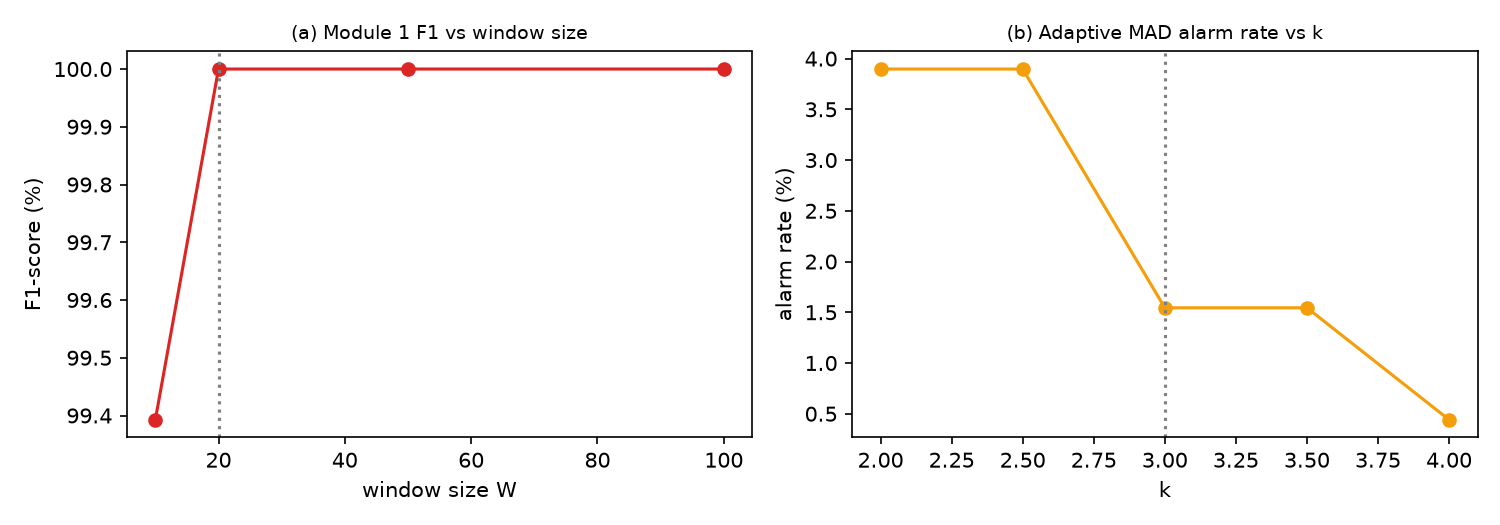 (a) Module 1 F1 vs window size
F1-score (%)
100.0
99.9
99.8
99.7
99.6
99.5
99.4
20 40 60 80 100
window size W
(b) Adaptive MAD alarm rate vs k
alarm rate (%)
4.0
3.5
3.0
2.5
2.0
1.5
1.0
0.5
2.00 2.25 2.50 2.75 3.00 3.25 3.50 3.75 4.00
k